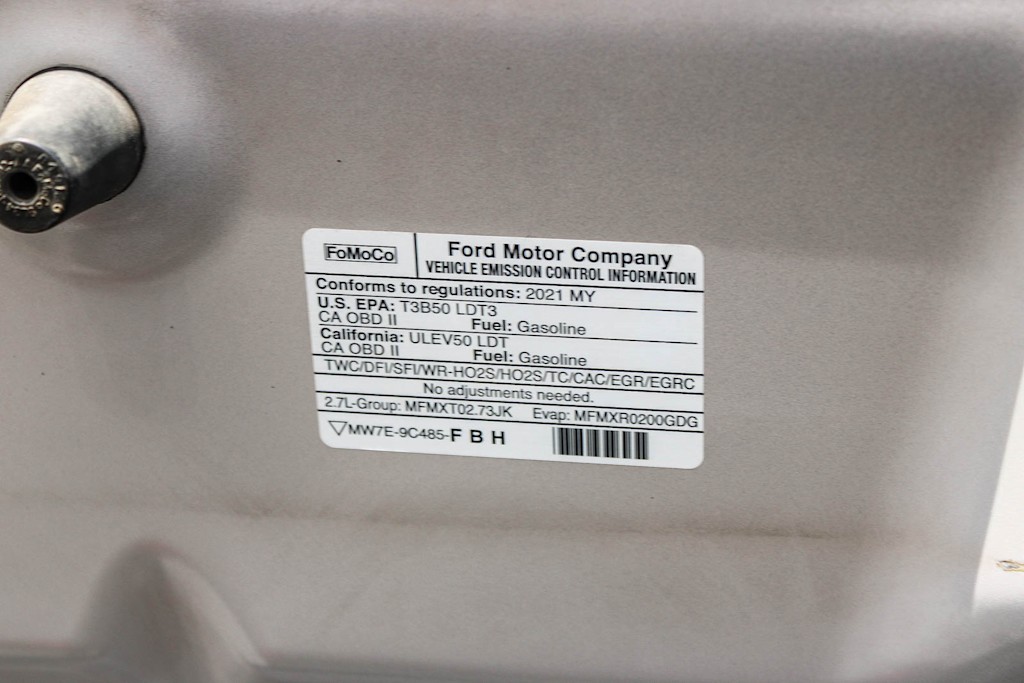 FoMoCo
Ford Motor Company
VEHICLE EMISSION CONTROL INFORMATION
Conforms to regulations: 2021 MY
U.S. EPA: T3B50 LDT3
CA OBD II Fuel: Gasoline
California: ULEV50 LDT
CA OBD II Fuel: Gasoline
TWC/DFI/SFI/WR-HO2S/HO2S/TC/CAC/EGR/EGRC
No adjustments needed.
2.7L-Group: MFMXT02.73JK Evap: MFMXR0200GDG
MW7E-9C485-F B H